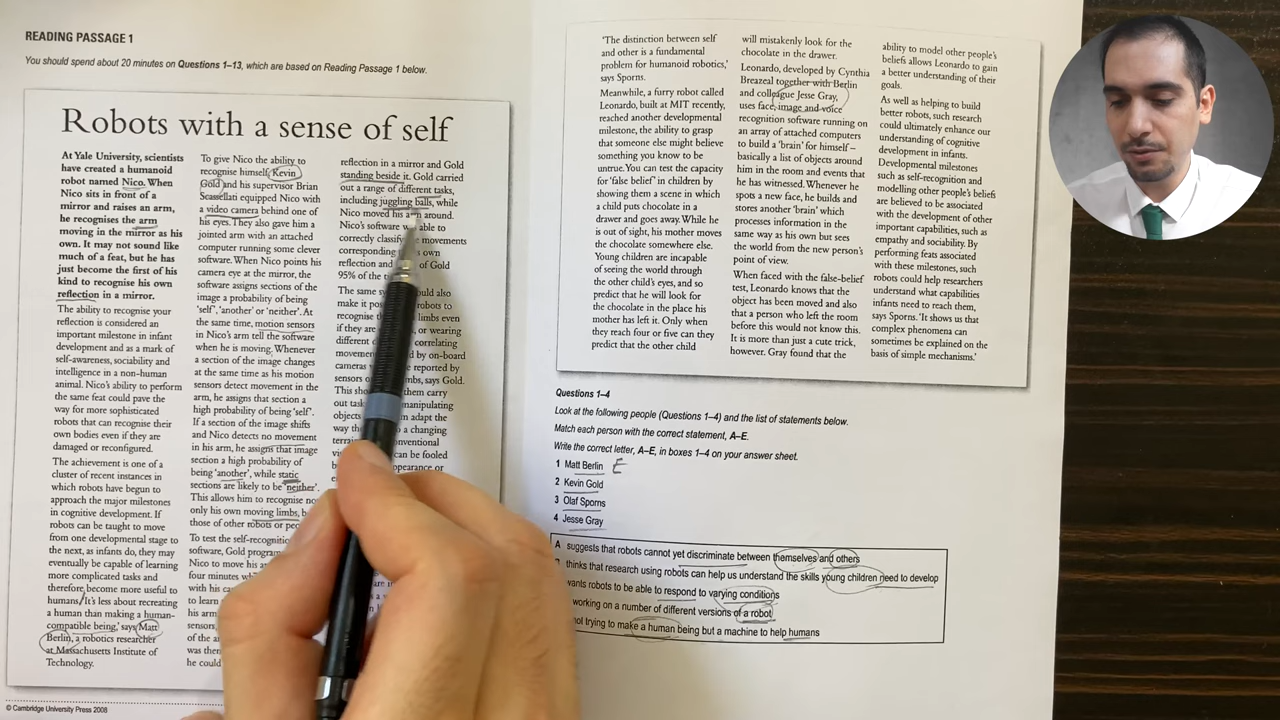 READING PASSAGE 1
You should spend about 20 minutes on Questions 1–13, which are based on Reading Passage 1 below.
Robots with a sense of self
At Yale University, scientists
have created a humanoid
robot named Nico. When
Nico sits in front of a
mirror and raises an arm,
he recognises the arm
moving in the mirror as his
own. It may not sound like
much of a feat, but he has
just become the first of his
kind to recognise his own
reflection in a mirror.
The ability to recognise your
reflection is considered an
important milestone in infant
development and as a mark of
self-awareness, sociability and
intelligence in a non-human
animal. Nico's ability to perform
the same feat could pave the
way for more sophisticated
robots that can recognise their
own bodies even if they are
damaged or reconfigured.
The achievement is one of a
cluster of recent instances in
which robots have begun to
approach the major milestones
in cognitive development. If
robots can be taught to move
from one developmental stage to
the next, as infants do, they may
eventually be capable of learning
more complicated tasks and
therefore become more useful to
humans. 'It's less about recreating
a human than making a human-
compatible being,' says Matt
Berlin, a robotics researcher
at Massachusetts Institute of
Technology.
To give Nico the ability to
recognise himself, Kevin
Gold and his supervisor Brian
Scassellati equipped Nico with
a video camera behind one of
his eyes. They also gave him a
jointed arm with an attached
computer running some clever
software. When Nico points his
camera eye at the mirror, the
software assigns sections of the
image a probability of being
'self', 'another' or 'neither'. At
the same time, motion sensors
in Nico's arm tell the software
when he is moving. Whenever
a section of the image changes
at the same time as his motion
sensors detect movement in the
arm, he assigns that section a
high probability of being 'self'.
If a section of the image shifts
and Nico detects no movement
in his arm, he assigns that image
section a high probability of
being 'another', while static
sections are likely to be 'neither'.
This allows him to recognise no
only his own moving limbs, b
those of other robots or peo
To test the self-recogniti
software, Gold program
Nico to move his a
four minutes w
with his ca
to learn
his arm
sensors,
of the ar
was then
he could
reflection in a mirror and Gold
standing beside it. Gold carried
out a range of different tasks,
including juggling balls, while
Nico moved his arm around.
Nico's software w able to
correctly classify movements
corresponding own
reflection and of Gold
95% of the t
The same sy ould also
make it pos robots to
recognise limbs even
if they are , or wearing
different correlating
movemen d by on-board
cameras e reported by
sensors o mbs, says Gold.
This sho them carry
out task manipulating
objects m adapt the
way th o a changing
terrai nventional
vis can be fooled
b ppearance or
'The distinction between self
and other is a fundamental
problem for humanoid robotics,'
says Sporns.
Meanwhile, a furry robot called
Leonardo, built at MIT recently,
reached another developmental
milestone, the ability to grasp
that someone else might believe
something you know to be
untrue. You can test the capacity
for 'false belief' in children by
showing them a scene in which
a child puts chocolate in a
drawer and goes away. While he
is out of sight, his mother moves
the chocolate somewhere else.
Young children are incapable
of seeing the world through
the other child's eyes, and so
predict that he will look for
the chocolate in the place his
mother has left it. Only when
they reach four or five can they
predict that the other child
will mistakenly look for the
chocolate in the drawer.
Leonardo, developed by Cynthia
Breazeal together with Berlin
and colleague Jesse Gray,
uses face, image and voice
recognition software running on
an array of attached computers
to build a 'brain' for himself –
basically a list of objects around
him in the room and events that
he has witnessed. Whenever he
spots a new face, he builds and
stores another 'brain' which
processes information in the
same way as his own but sees
the world from the new person's
point of view.
When faced with the false-belief
test, Leonardo knows that the
object has been moved and also
that a person who left the room
before this would not know this.
It is more than just a cute trick,
however. Gray found that the
ability to model other people's
beliefs allows Leonardo to gain
a better understanding of their
goals.
As well as helping to build
better robots, such research
could ultimately enhance our
understanding of cognitive
development in infants.
Developmental milestones
such as self-recognition and
modelling other people's beliefs
are believed to be associated
with the development of other
important capabilities, such as
empathy and sociability. By
performing feats associated
with these milestones, such
robots could help researchers
understand what capabilities
infants need to reach them,
says Sporns. 'It shows us that
complex phenomena can
sometimes be explained on the
basis of simple mechanisms.'
Questions 1–4
Look at the following people (Questions 1–4) and the list of statements below.
Match each person with the correct statement, A–E.
Write the correct letter, A–E, in boxes 1–4 on your answer sheet.
1 Matt Berlin E
2 Kevin Gold
3 Olaf Sporns
4 Jesse Gray
A suggests that robots cannot yet discriminate between themselves and others
thinks that research using robots can help us understand the skills young children need to develop
wants robots to be able to respond to varying conditions
working on a number of different versions of a robot
not trying to make a human being but a machine to help humans
© Cambridge University Press 2008